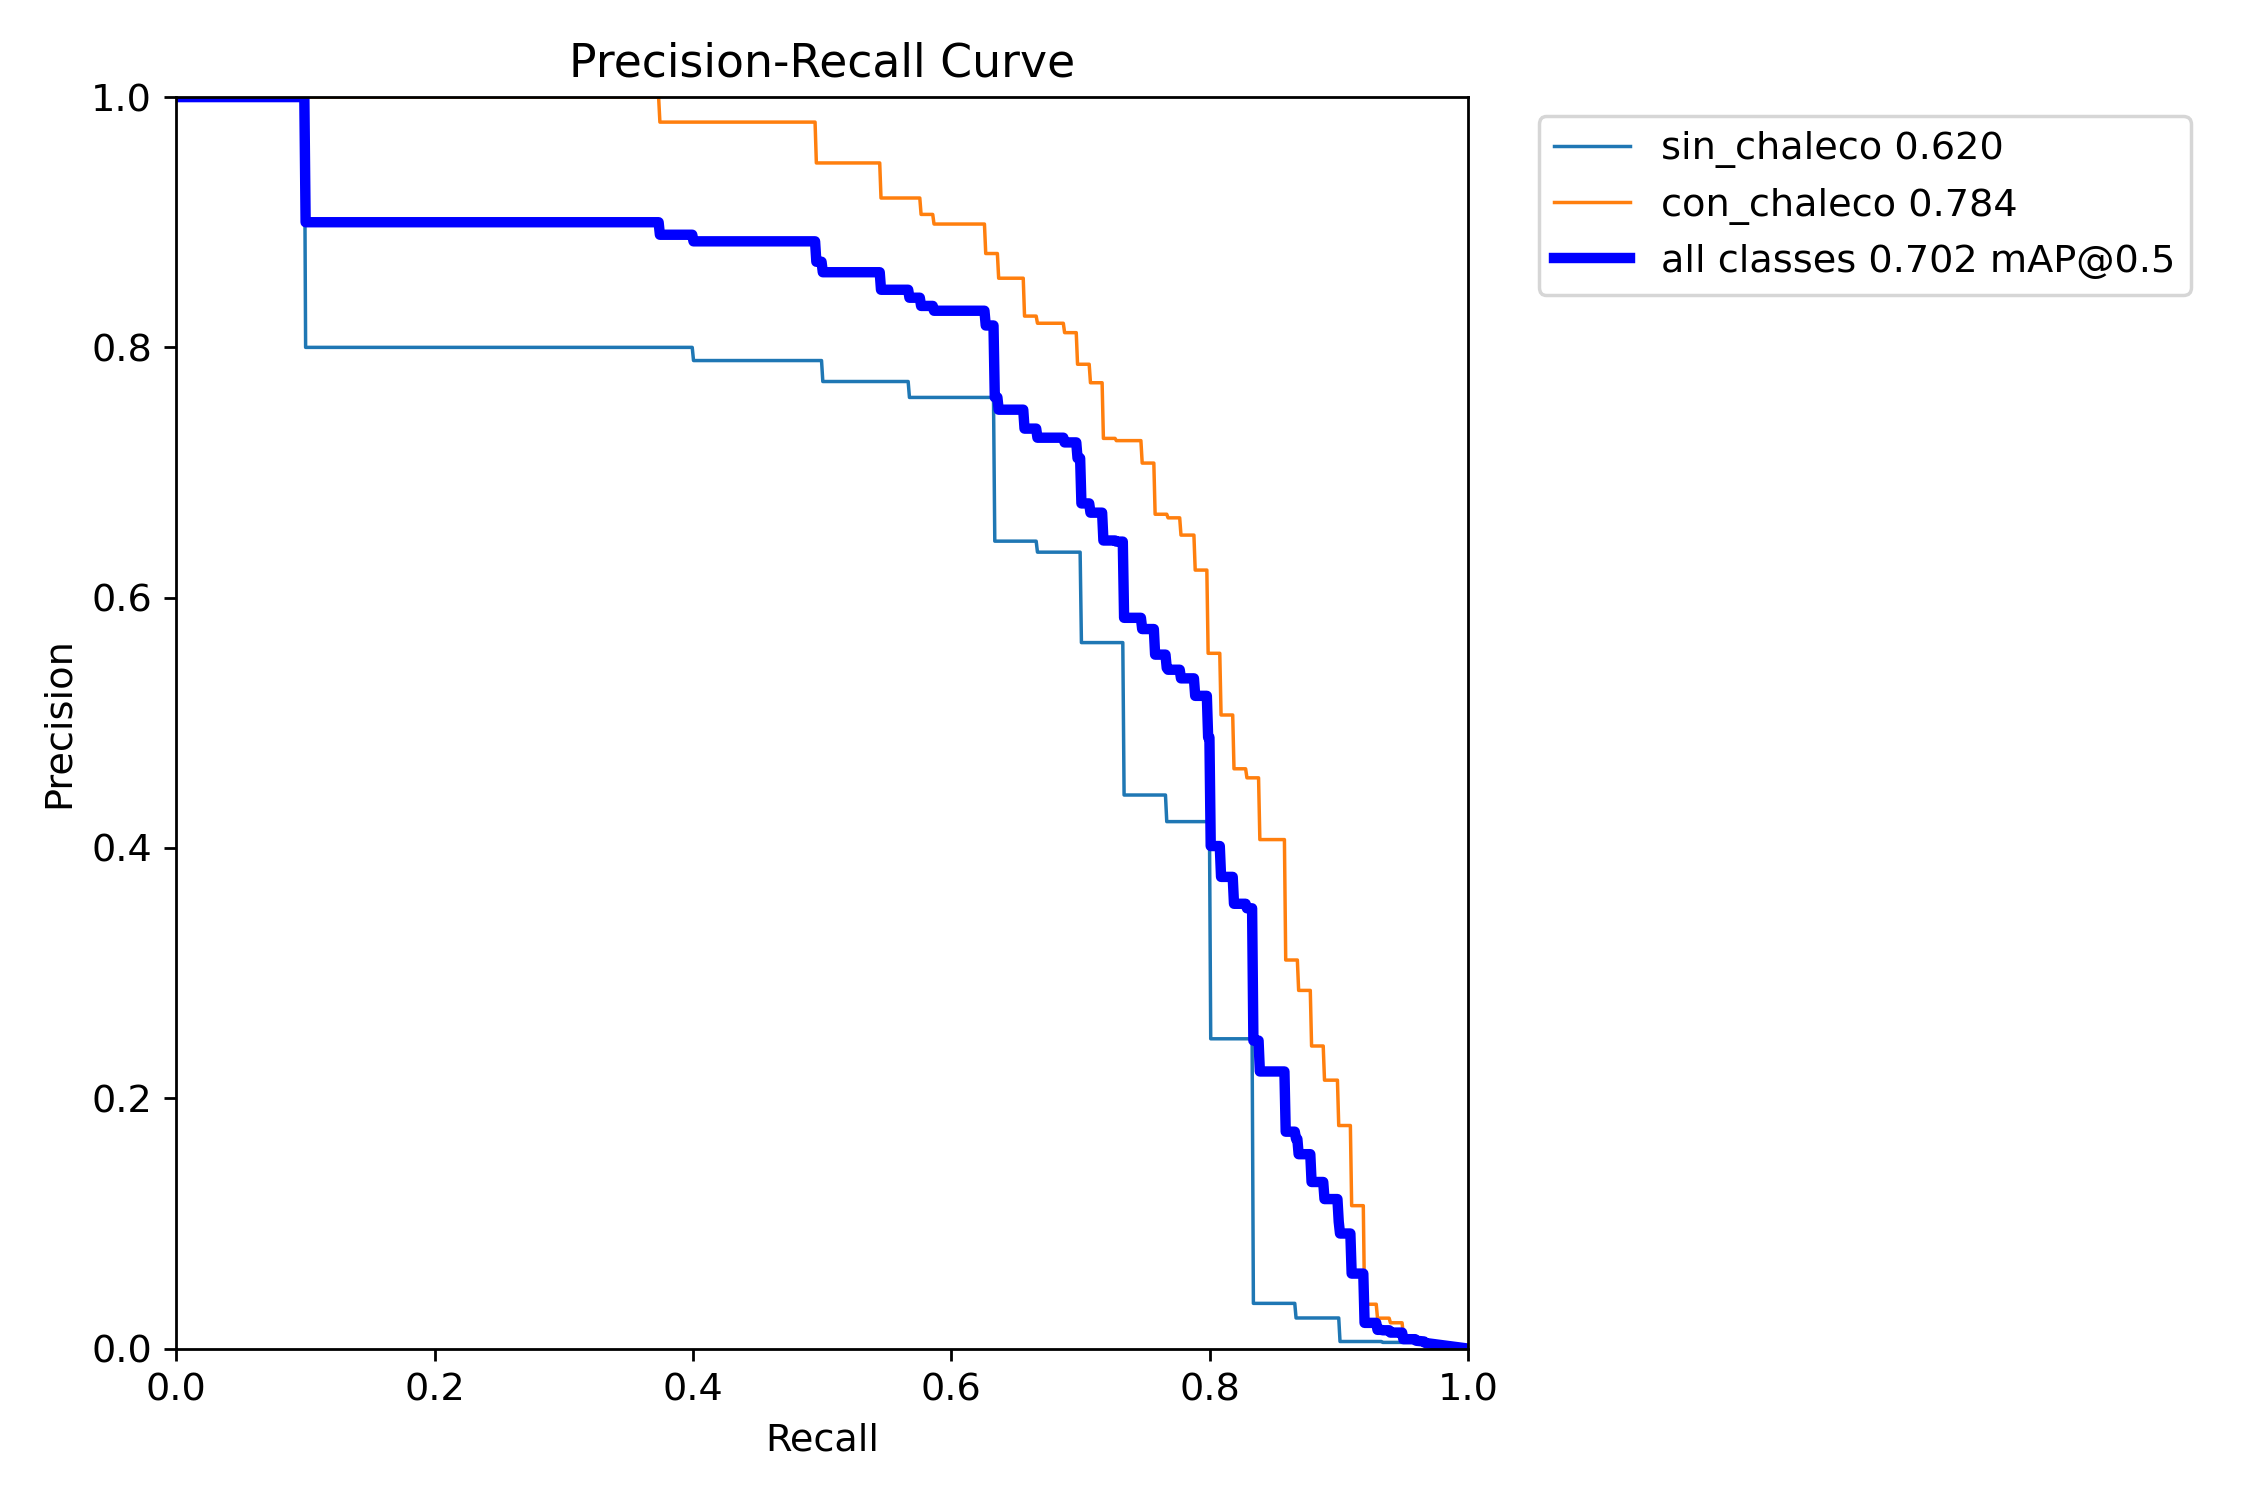 Precision-Recall Curve
1.0
0.8
0.6
0.4
0.2
0.0
Precision
0.0 0.2 0.4 0.6 0.8 1.0
Recall
sin_chaleco 0.620
con_chaleco 0.784
all classes 0.702 mAP@0.5